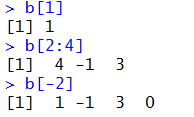 > b[1]
[1] 1
> b[2:4]
[1]  4 -1  3
> b[-2]
[1]  1 -1  3  0